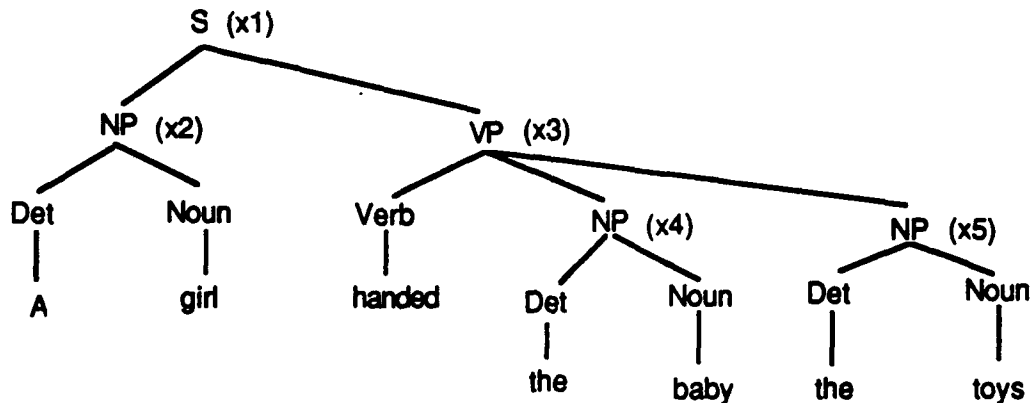 S (x1)
NP (x2) VP (x3)
Det Noun Verb NP (x4) NP (x5)
A girl handed Det Noun Det Noun
the baby the toys